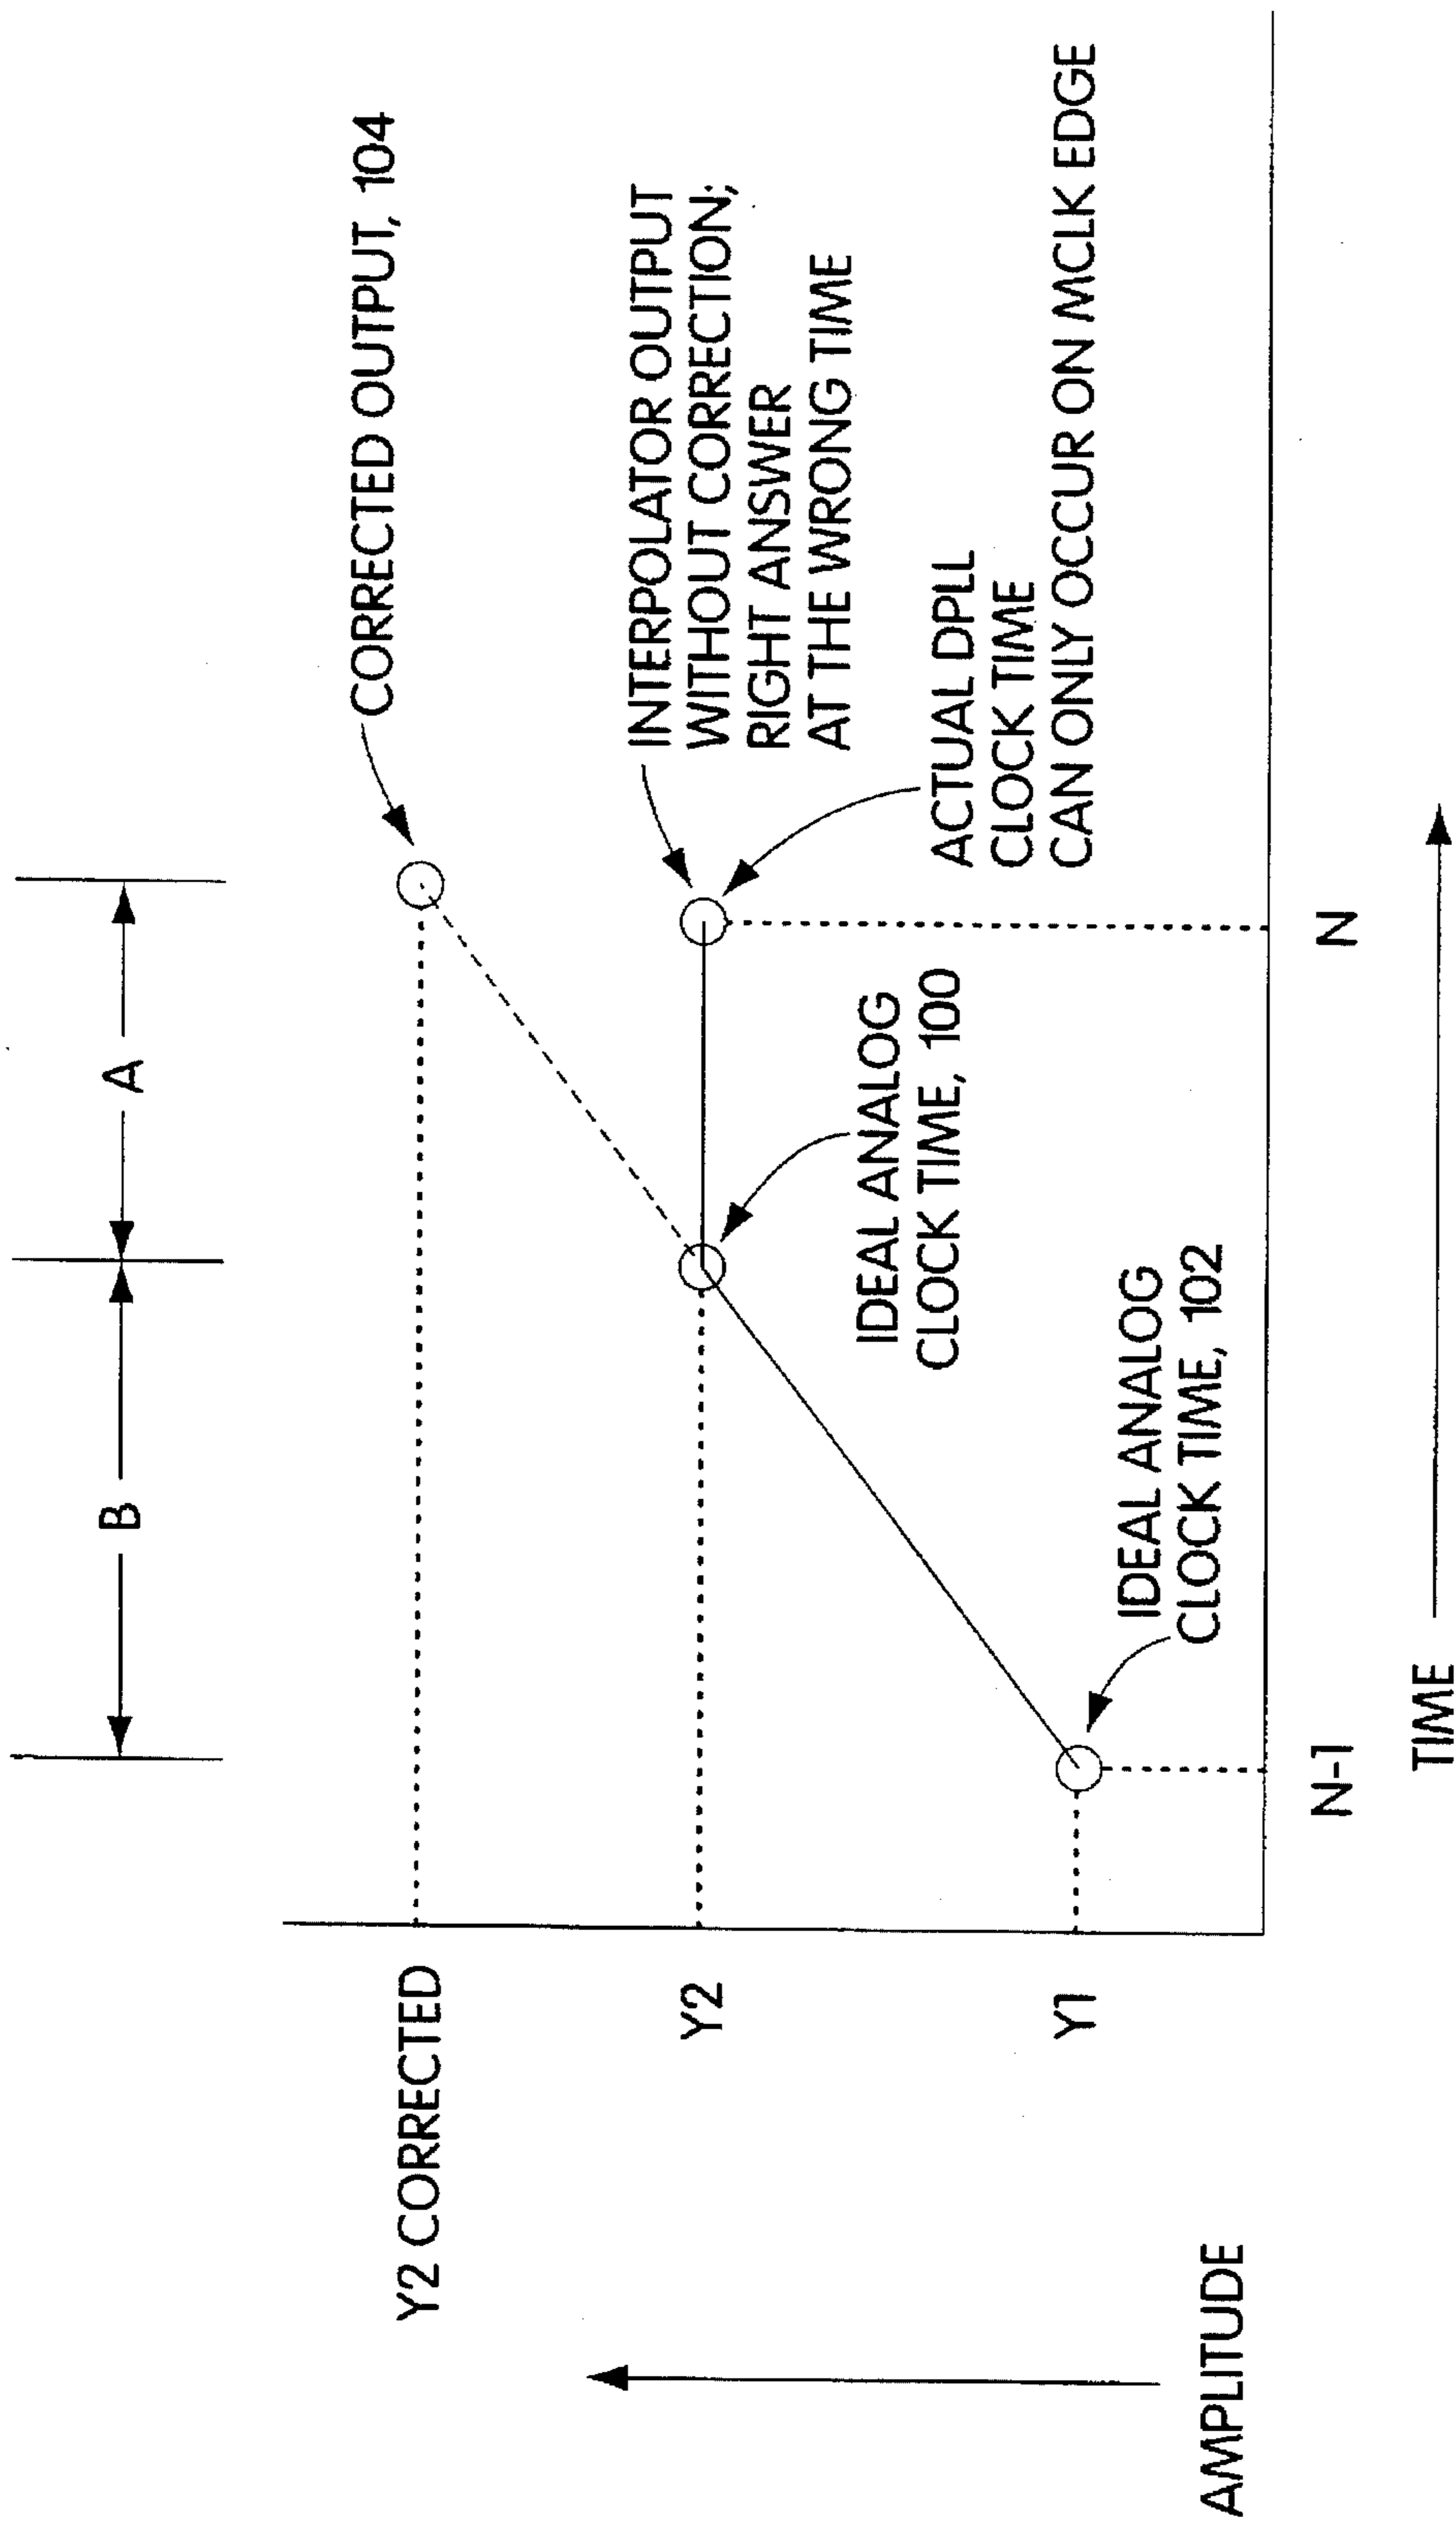 B
A
CORRECTED OUTPUT, 104
Y2 CORRECTED
INTERPOLATOR OUTPUT
WITHOUT CORRECTION;
RIGHT ANSWER
AT THE WRONG TIME
Y2
IDEAL ANALOG
CLOCK TIME, 100
ACTUAL DPLL
CLOCK TIME
CAN ONLY OCCUR ON MCLK EDGE
Y1
IDEAL ANALOG
CLOCK TIME, 102
AMPLITUDE
N-1
N
TIME